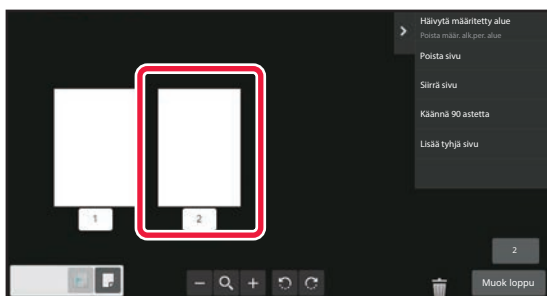 Häivytä määritetty alue
Poista määr. alk.per. alue
Poista sivu
Siirrä sivu
Käännä 90 astetta
Lisää tyhjä sivu
1
2
2
Muok loppu